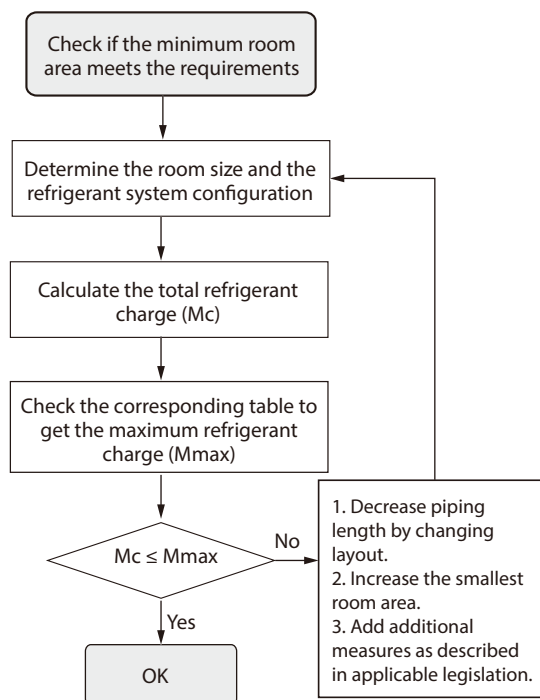 Check if the minimum room
area meets the requirements
Determine the room size and the
refrigerant system configuration
Calculate the total refrigerant
charge (Mc)
Check the corresponding table to
get the maximum refrigerant
charge (Mmax)
Mc ≤ Mmax
No
Yes
OK
1. Decrease piping
length by changing
layout.
2. Increase the smallest
room area.
3. Add additional
measures as described
in applicable legislation.